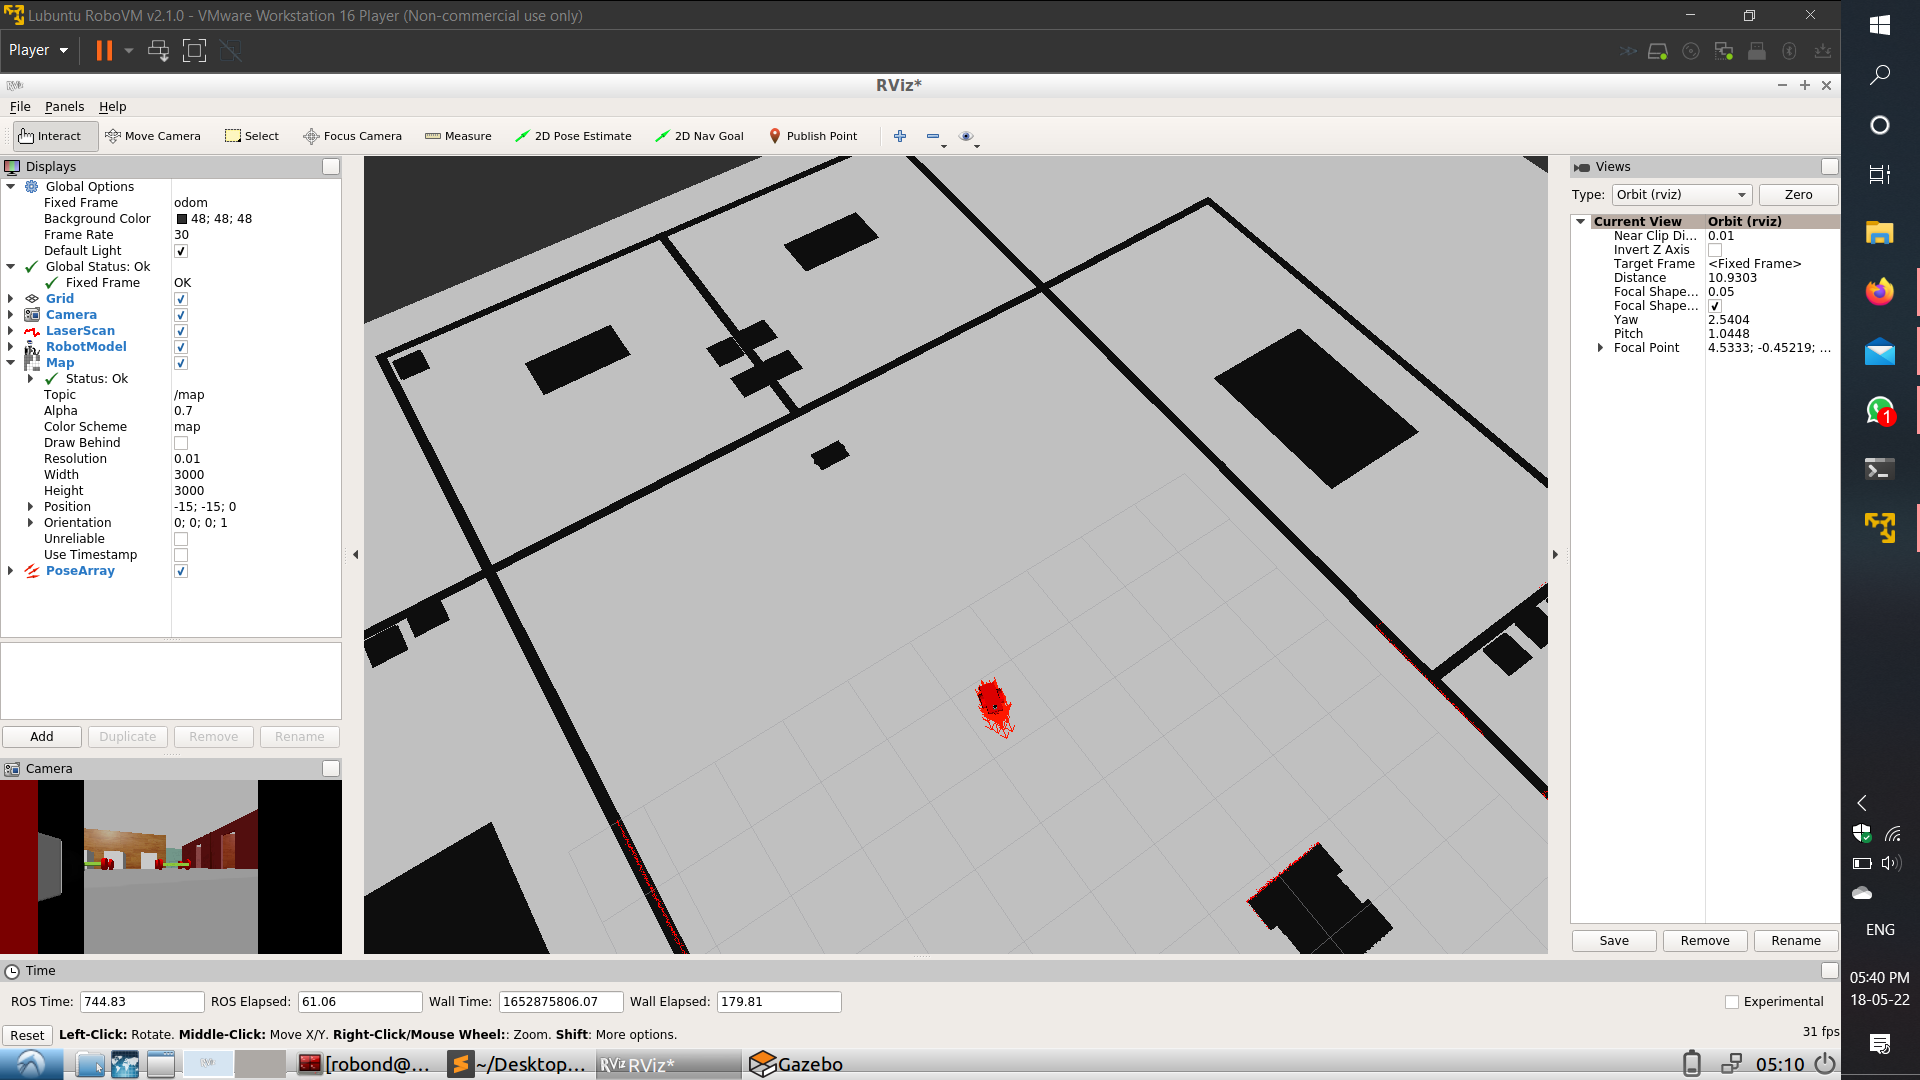 Lubuntu RoboVM v2.1.0 - VMware Workstation 16 Player (Non-commercial use only)
Player
RViz*
File Panels Help
Interact Move Camera Select Focus Camera Measure 2D Pose Estimate 2D Nav Goal Publish Point
Displays
Global Options
Fixed Frame odom
Background Color 48; 48; 48
Frame Rate 30
Default Light
Global Status: Ok
Fixed Frame OK
Grid
Camera
LaserScan
RobotModel
Map
Status: Ok
Topic /map
Alpha 0.7
Color Scheme map
Draw Behind
Resolution 0.01
Width 3000
Height 3000
Position -15; -15; 0
Orientation 0; 0; 0; 1
Unreliable
Use Timestamp
PoseArray
Add Duplicate Remove Rename
Camera
Views
Type: Orbit (rviz) Zero
Current View Orbit (rviz)
Near Clip Di... 0.01
Invert Z Axis
Target Frame <Fixed Frame>
Distance 10.9303
Focal Shape... 0.05
Focal Shape...
Yaw 2.5404
Pitch 1.0448
Focal Point 4.5333; -0.45219; ...
Save Remove Rename
Time
ROS Time: 744.83 ROS Elapsed: 61.06 Wall Time: 1652875806.07 Wall Elapsed: 179.81 Experimental
Reset Left-Click: Rotate. Middle-Click: Move X/Y. Right-Click/Mouse Wheel:: Zoom. Shift: More options. 31 fps
[robond@... ~/Desktop... RViz RViz* Gazebo 05:10
1
ENG
05:40 PM
18-05-22